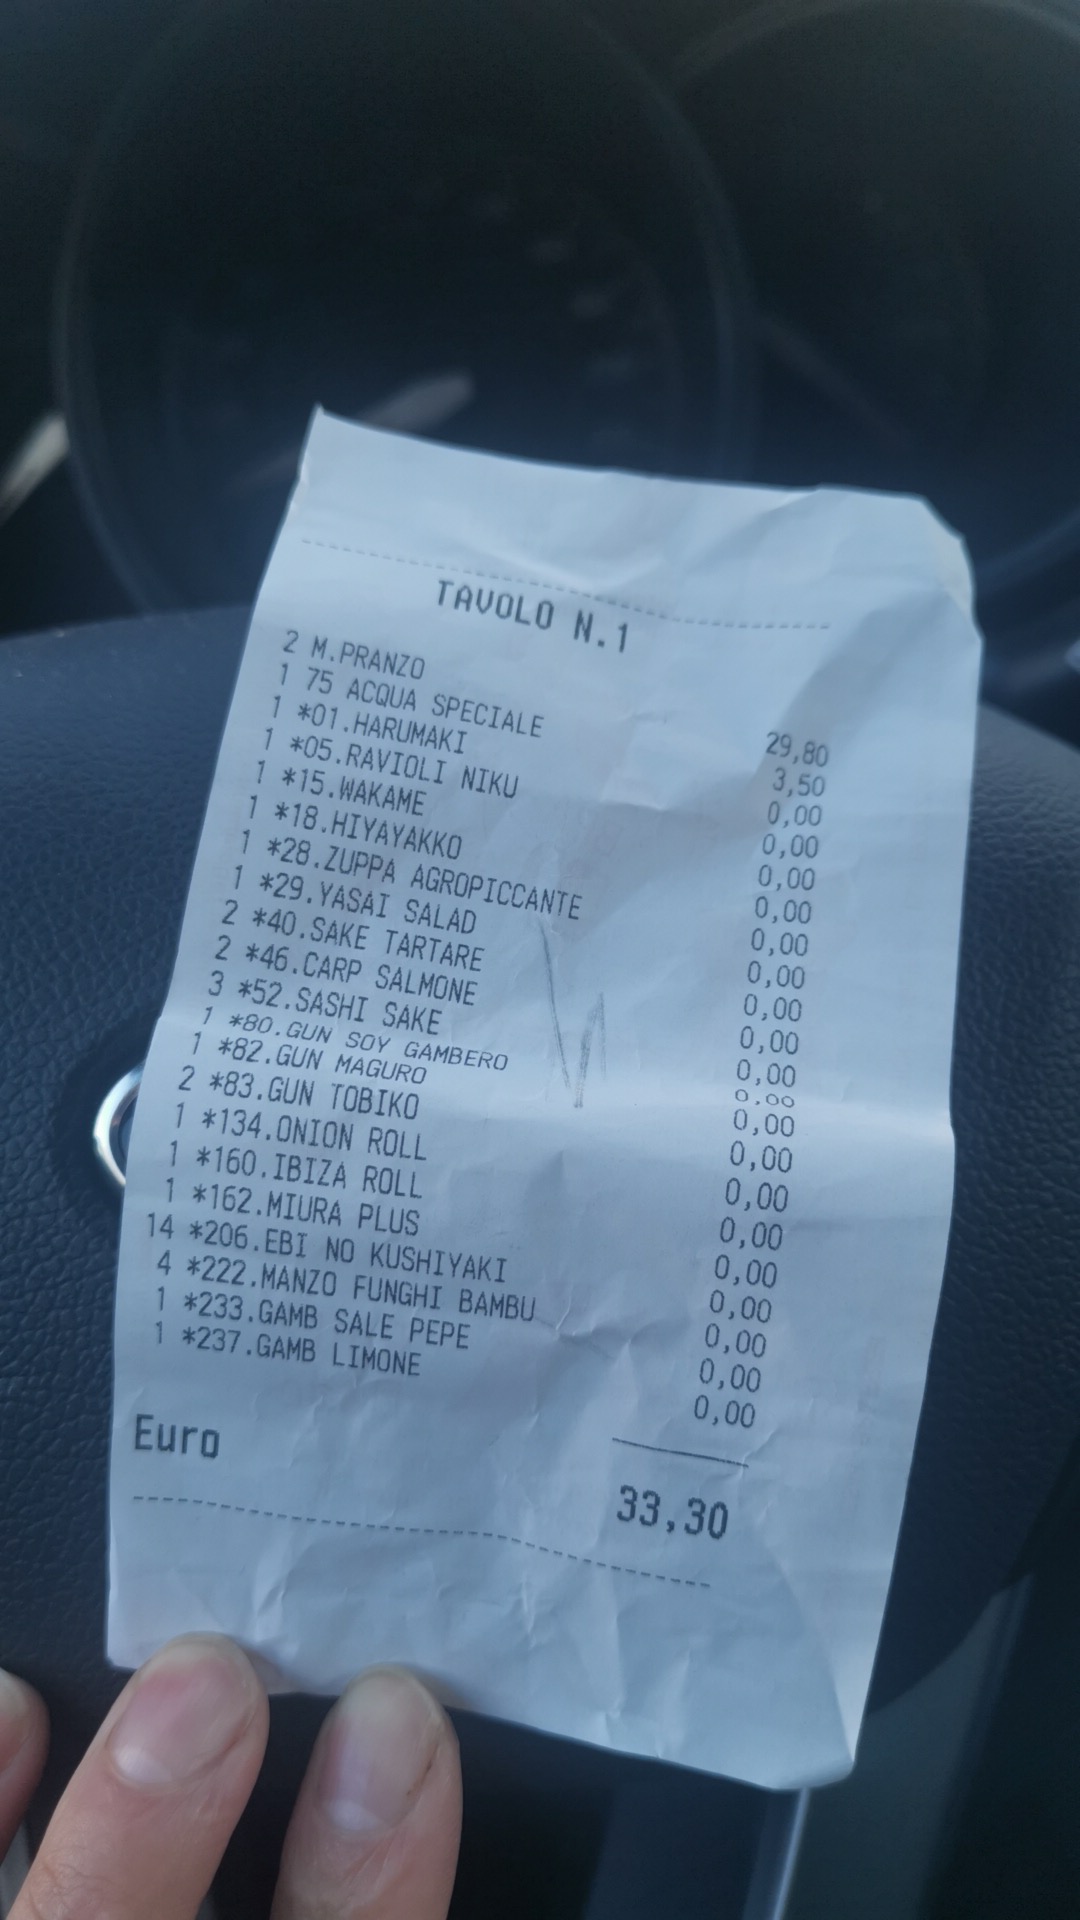 TAVOLO N.1
2 M.PRANZO 29,80
1 75 ACQUA SPECIALE 3,50
1 *01.HARUMAKI 0,00
1 *05.RAVIOLI NIKU 0,00
1 *15.WAKAME 0,00
1 *18.HIYAYAKKO 0,00
1 *28.ZUPPA AGROPICCANTE 0,00
1 *29.YASAI SALAD 0,00
2 *40.SAKE TARTARE 0,00
2 *46.CARP SALMONE 0,00
3 *52.SASHI SAKE 0,00
1 *80.GUN SOY GAMBERO 0,00
1 *82.GUN MAGURO 0,00
2 *83.GUN TOBIKO 0,00
1 *134.ONION ROLL 0,00
1 *160.IBIZA ROLL 0,00
1 *162.MIURA PLUS 0,00
14 *206.EBI NO KUSHIYAKI 0,00
4 *222.MANZO FUNGHI BAMBU 0,00
1 *233.GAMB SALE PEPE 0,00
1 *237.GAMB LIMONE 0,00
Euro 33,30